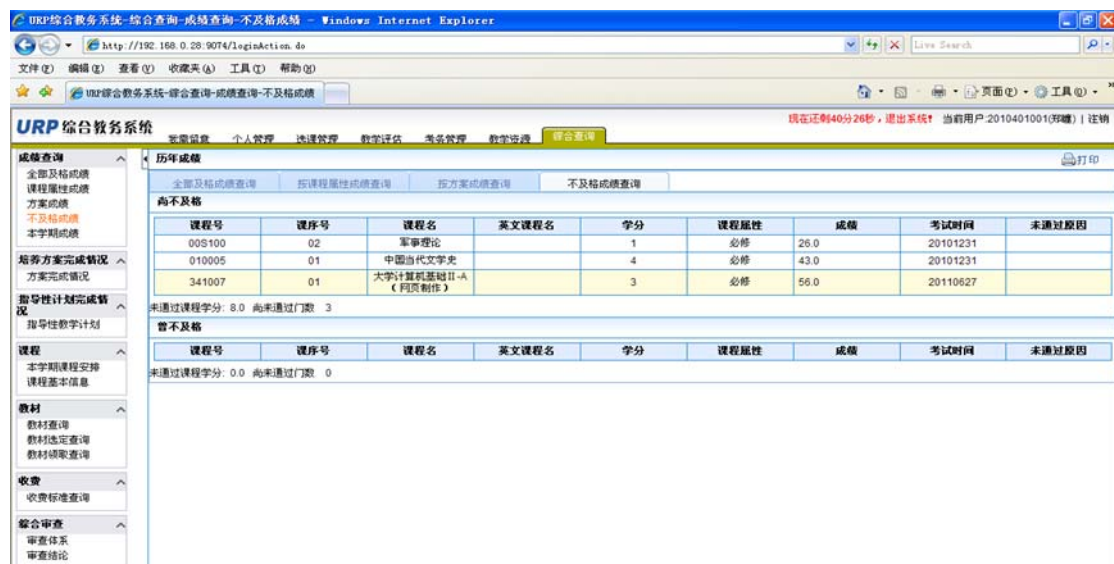 URP综合教务系统-综合查询-成绩查询-不及格成绩 - Windows Internet Explorer
http://192.168.0.28:9074/loginAction.do
Live Search
文件(F) 编辑(E) 查看(V) 收藏夹(A) 工具(T) 帮助(H)
URP综合教务系统-综合查询-成绩查询-不及格成绩
页面(P) 工具(O)
URP 综合教务系统
我需留意 个人管理 选课管理 教学评估 考务管理 教学资源 综合查询
现在还剩40分26秒,退出系统! 当前用户:2010401001 | 注销
成绩查询
全部及格成绩
课程属性成绩
方案成绩
不及格成绩
本学期成绩
培养方案完成情况
方案完成情况
指导性计划完成情况
指导性教学计划
课程
本学期课程安排
课程基本信息
教材
教材查询
教材选定查询
教材领取查询
收费
收费标准查询
综合审查
审查体系
审查结论
历年成绩 打印
全部及格成绩查询 按课程属性成绩查询 按方案成绩查询 不及格成绩查询
尚不及格
课程号 课序号 课程名 英文课程名 学分 课程属性 成绩 考试时间 未通过原因
00S100 02 军事理论 1 必修 26.0 20101231
010005 01 中国当代文学史 4 必修 43.0 20101231
341007 01 大学计算机基础II-A(网页制作) 3 必修 56.0 20110627
未通过课程学分: 8.0 尚未通过门数 3
曾不及格
课程号 课序号 课程名 英文课程名 学分 课程属性 成绩 考试时间 未通过原因
未通过课程学分: 0.0 尚未通过门数 0